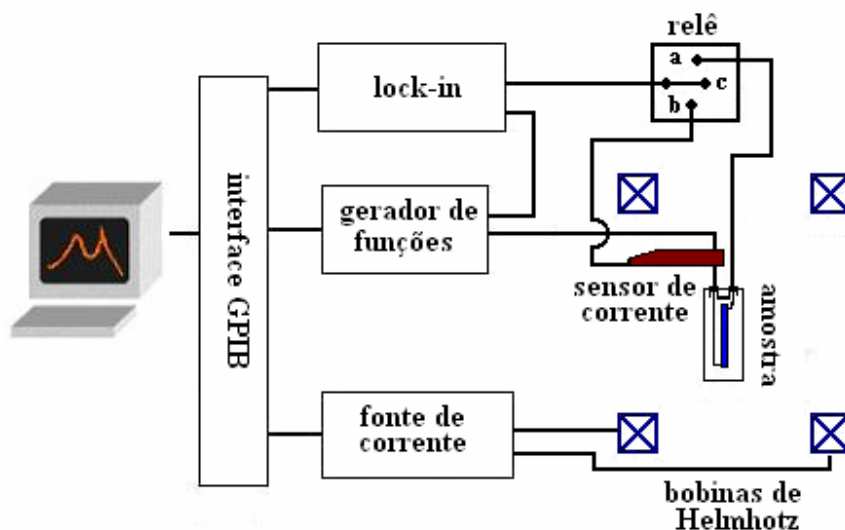 relê
a
c
b
lock-in
interface GPIB
gerador de
funções
sensor de
corrente
amostra
fonte de
corrente
bobinas de
Helmhotz